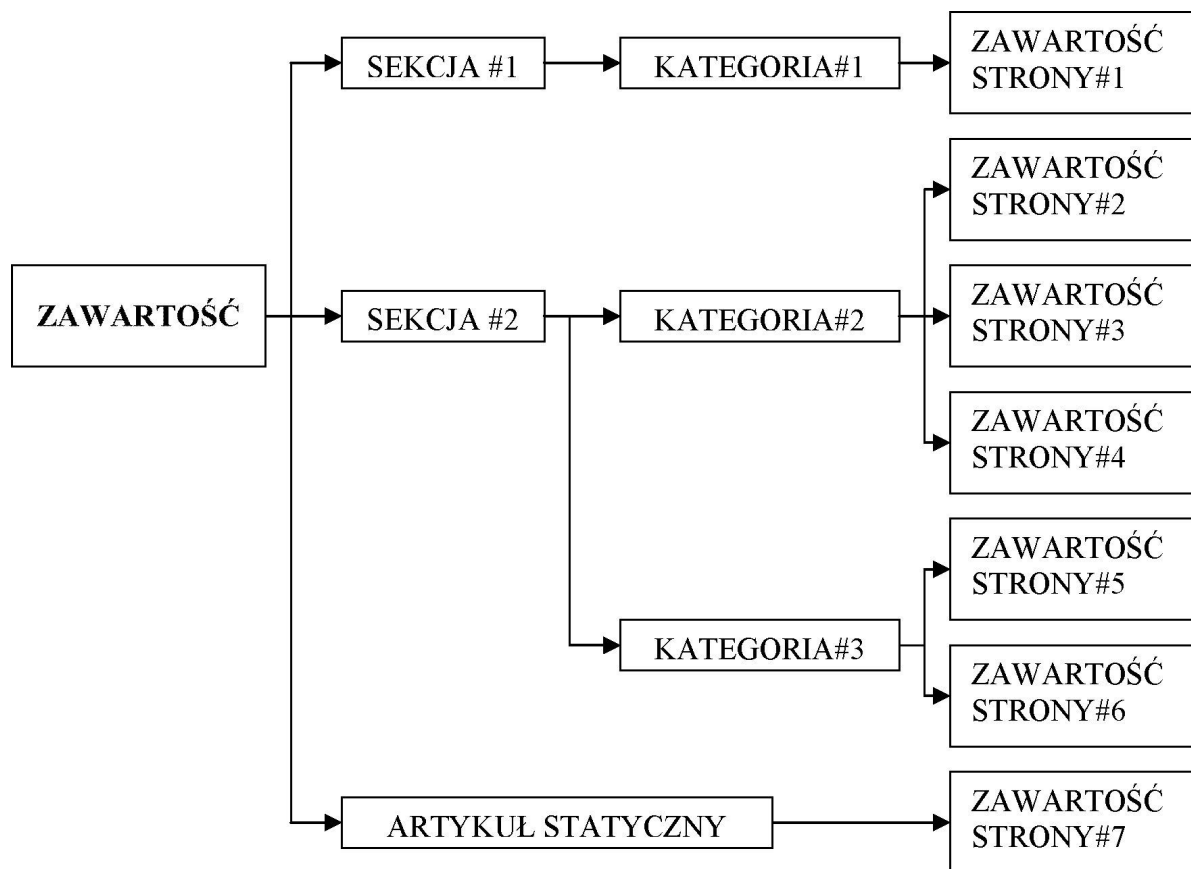 SEKCJA #1
KATEGORIA#1
ZAWARTOŚĆ
STRONY#1
ZAWARTOŚĆ
STRONY#2
ZAWARTOŚĆ
SEKCJA #2
KATEGORIA#2
ZAWARTOŚĆ
STRONY#3
ZAWARTOŚĆ
STRONY#4
KATEGORIA#3
ZAWARTOŚĆ
STRONY#5
ZAWARTOŚĆ
STRONY#6
ARTYKUŁ STATYCZNY
ZAWARTOŚĆ
STRONY#7